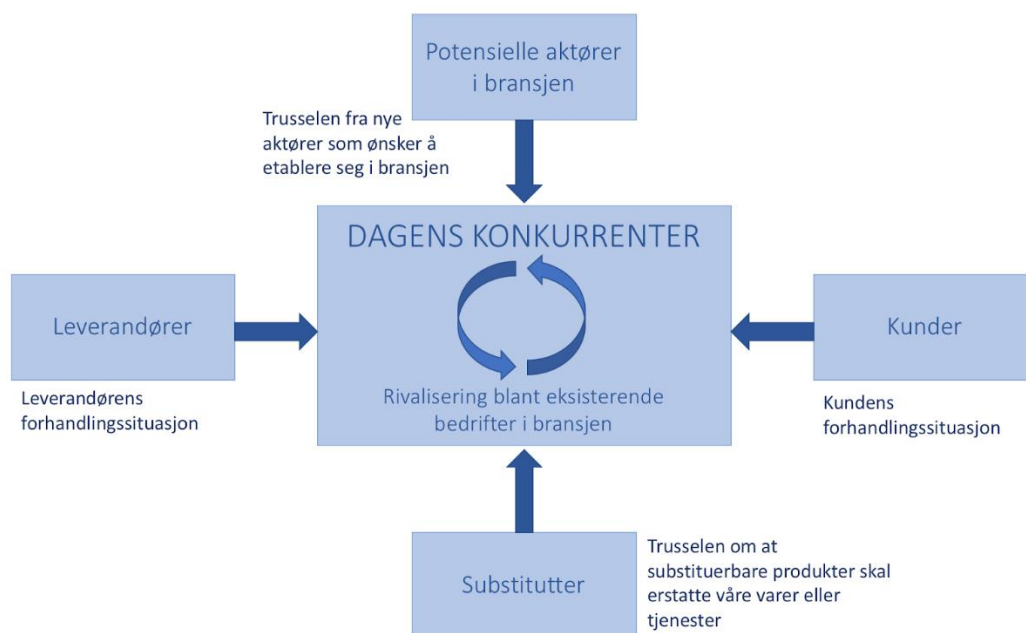 Potensielle aktører
i bransjen
Trusselen fra nye
aktører som ønsker å
etablere seg i bransjen
DAGENS KONKURRENTER
Leverandører
Kunder
Rivalisering blant eksisterende
bedrifter i bransjen
Leverandørens
forhandlingssituasjon
Kundens
forhandlingssituasjon
Substitutter
Trusselen om at
substituerbare produkter skal
erstatte våre varer eller
tjenester